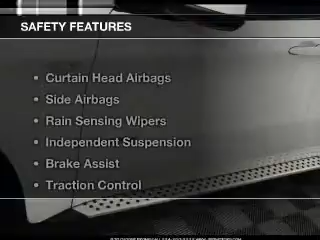 SAFETY FEATURES
• Curtain Head Airbags
• Side Airbags
• Rain Sensing Wipers
• Independent Suspension
• Brake Assist
• Traction Control